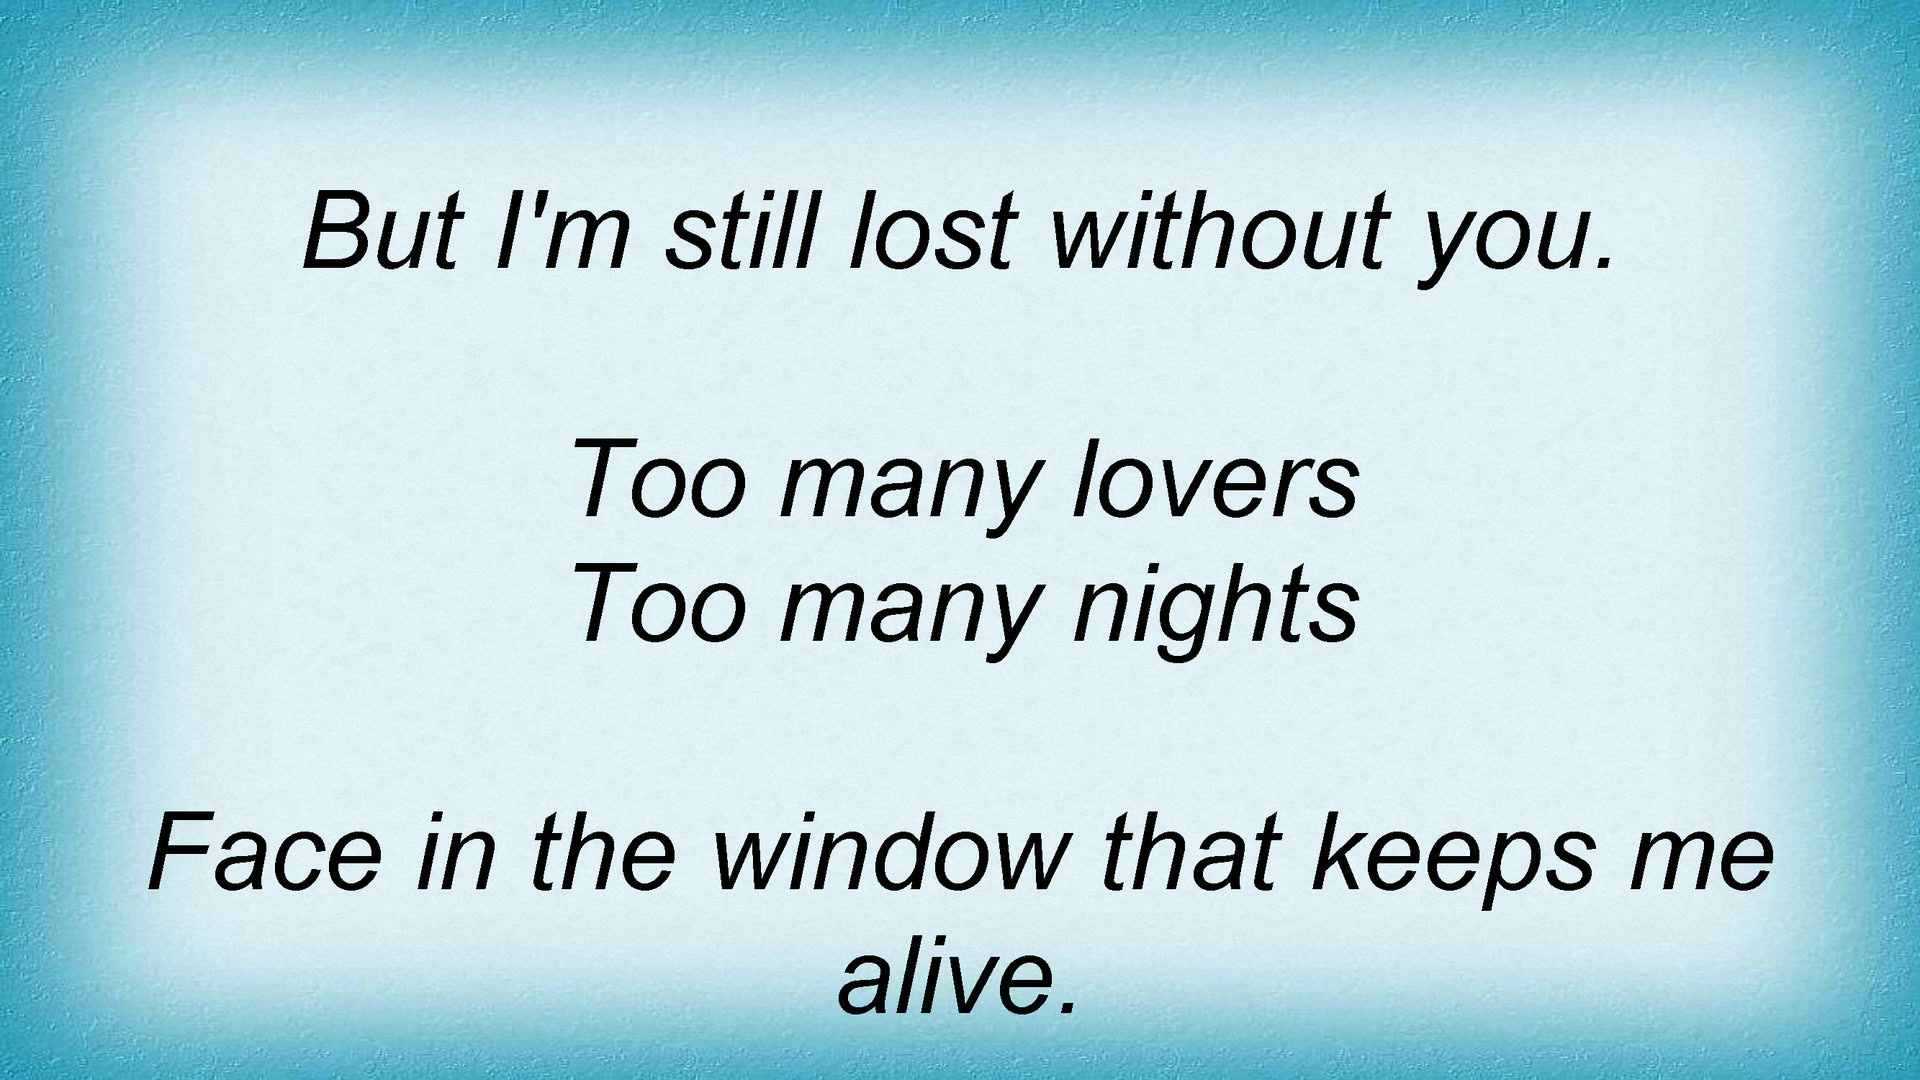 But I'm still lost without you.
Too many lovers
Too many nights
Face in the window that keeps me
alive.